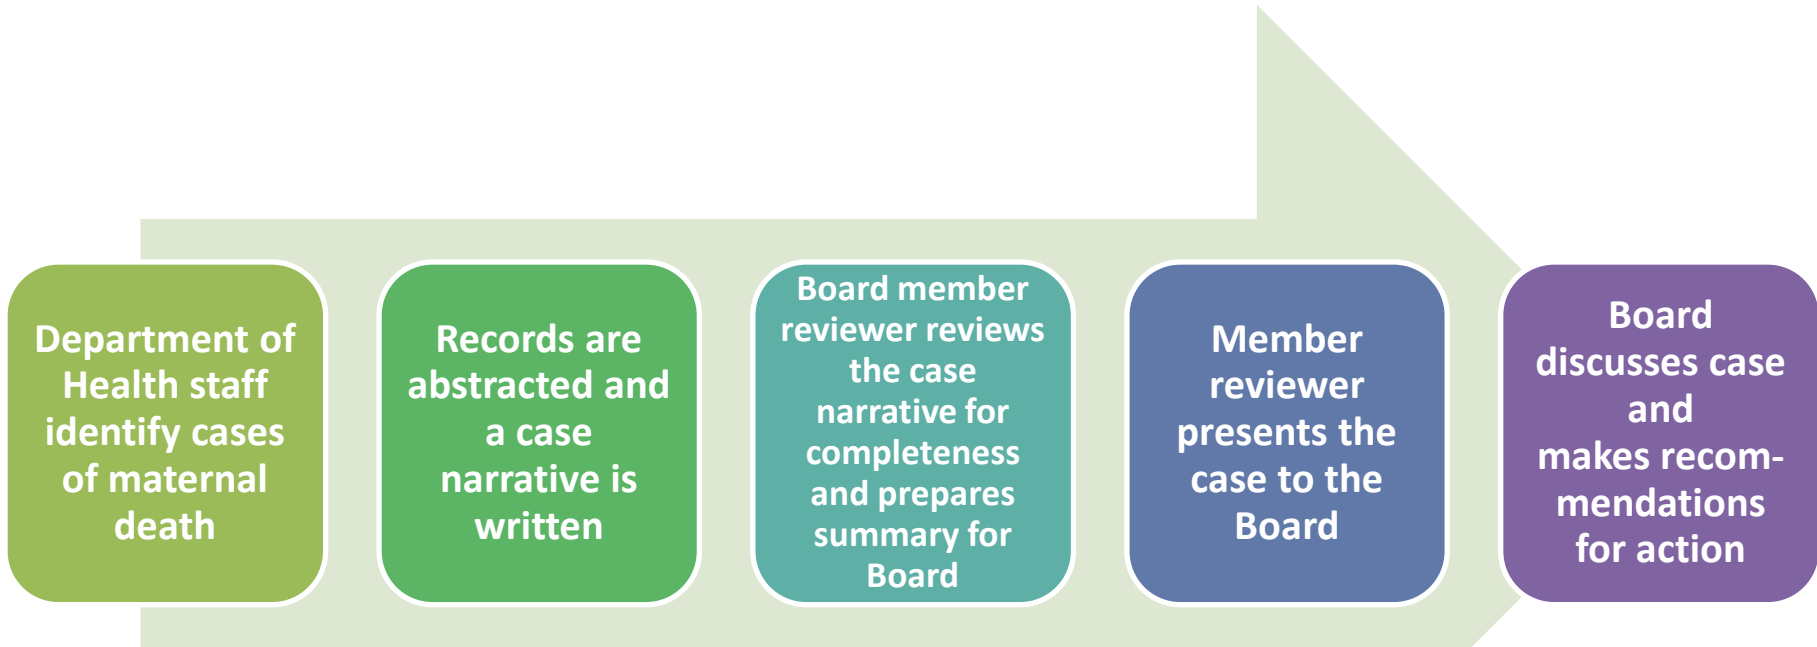 Department of
Health staff
identify cases
of maternal
death
Records are
abstracted and
a case
narrative is
written
Board member
reviewer reviews
the case
narrative for
completeness
and prepares
summary for
Board
Member
reviewer
presents the
case to the
Board
Board
discusses case
and
makes recom-
mendations
for action